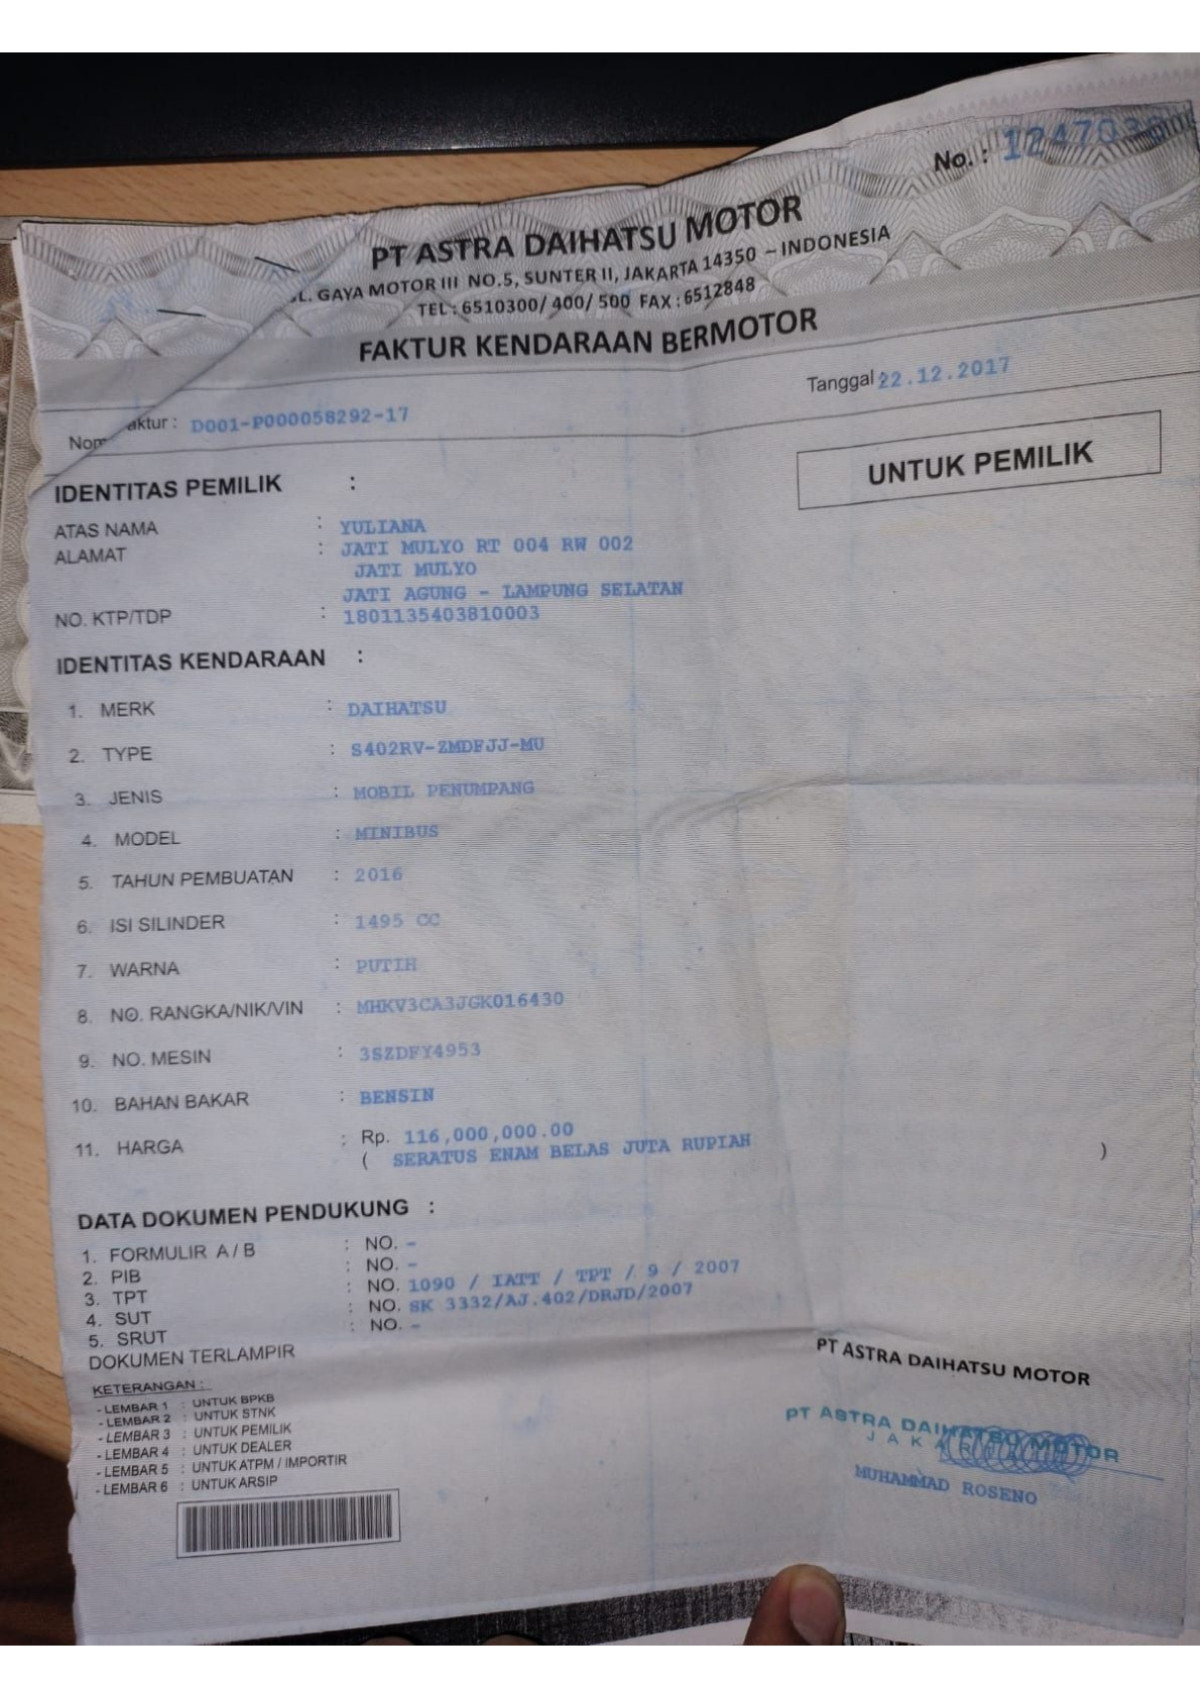 No. :
PT ASTRA DAIHATSU MOTOR
JL. GAYA MOTOR III NO.5, SUNTER II, JAKARTA 14350 – INDONESIA
TEL : 6510300/ 400/ 500 FAX : 6512848
FAKTUR KENDARAAN BERMOTOR
Tanggal : 22.12.2017
Nom aktur : D001-P000058292-17
UNTUK PEMILIK
IDENTITAS PEMILIK :
ATAS NAMA : YULIANA
ALAMAT : JATI MULYO RT 004 RW 002
JATI MULYO
JATI AGUNG - LAMPUNG SELATAN
NO. KTP/TDP : 1801135403810003
IDENTITAS KENDARAAN :
1. MERK : DAIHATSU
2. TYPE : S402RV-ZMDFJJ-MU
3. JENIS : MOBIL PENUMPANG
4. MODEL : MINIBUS
5. TAHUN PEMBUATAN : 2016
6. ISI SILINDER : 1495 CC
7. WARNA : PUTIH
8. NO. RANGKA/NIK/VIN : MHKV3CA3JGK016430
9. NO. MESIN : 3SZDFY4953
10. BAHAN BAKAR : BENSIN
11. HARGA : Rp. 116,000,000.00
( SERATUS ENAM BELAS JUTA RUPIAH )
DATA DOKUMEN PENDUKUNG :
1. FORMULIR A / B : NO. -
2. PIB : NO. -
3. TPT : NO. 1090 / IATT / TPT / 9 / 2007
4. SUT : NO. SK 3332/AJ.402/DRJD/2007
5. SRUT : NO. -
DOKUMEN TERLAMPIR
PT ASTRA DAIHATSU MOTOR
KETERANGAN :
- LEMBAR 1 : UNTUK BPKB
- LEMBAR 2 : UNTUK STNK
- LEMBAR 3 : UNTUK PEMILIK
- LEMBAR 4 : UNTUK DEALER
- LEMBAR 5 : UNTUK ATPM / IMPORTIR
- LEMBAR 6 : UNTUK ARSIP
PT ASTRA DAIHATSU MOTOR
JAKARTA
MUHAMMAD ROSENO